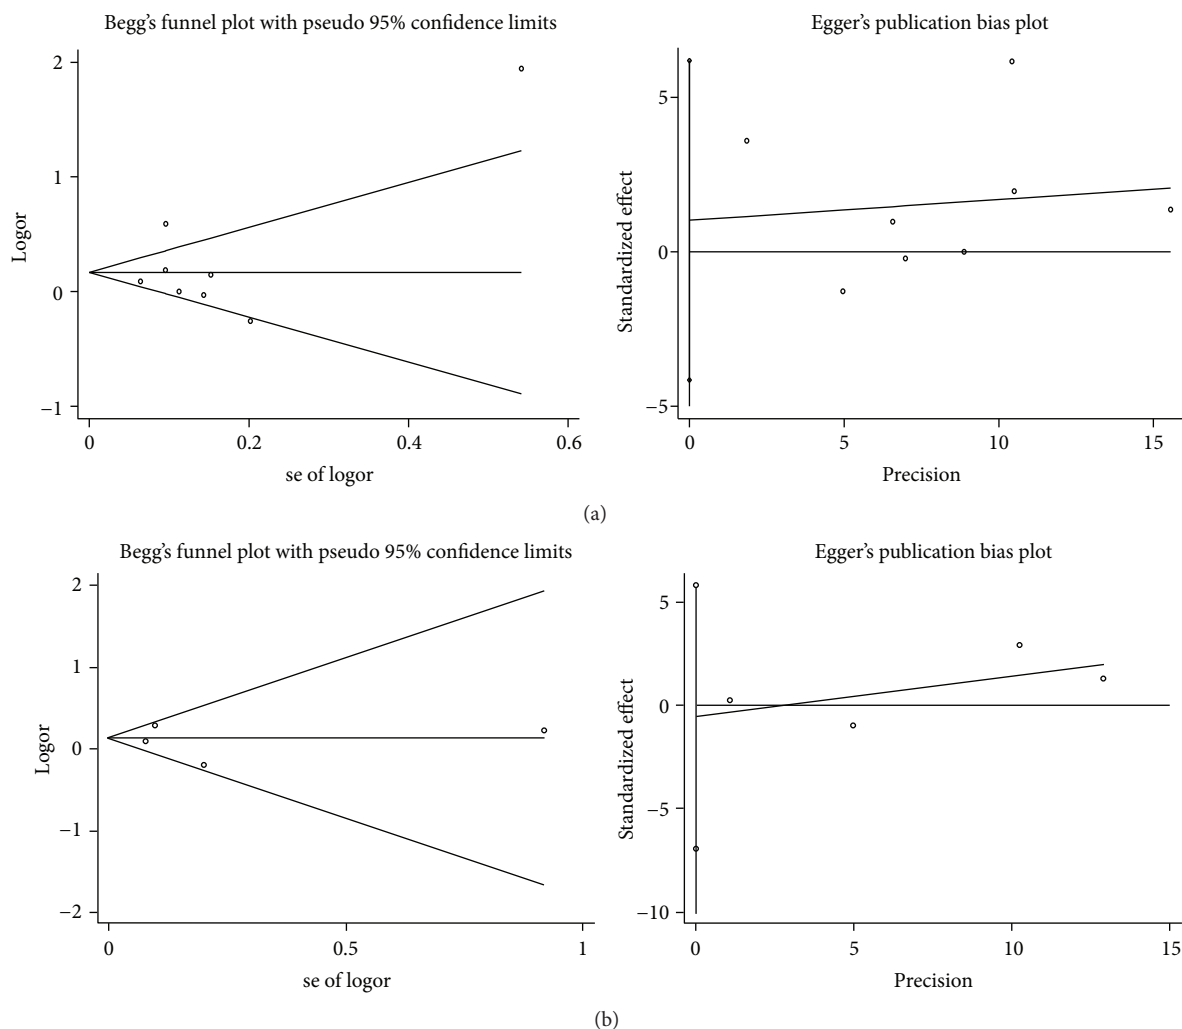 Begg’s funnel plot with pseudo 95% confidence limits
2
1
0
−1
Logor
0
0.2
0.4
0.6
se of logor
Egger’s publication bias plot
5
0
−5
Standardized effect
0
5
10
15
Precision
(a)
Begg’s funnel plot with pseudo 95% confidence limits
2
1
0
−1
−2
Logor
0
0.5
1
se of logor
Egger’s publication bias plot
5
0
−5
−10
Standardized effect
0
5
10
15
Precision
(b)